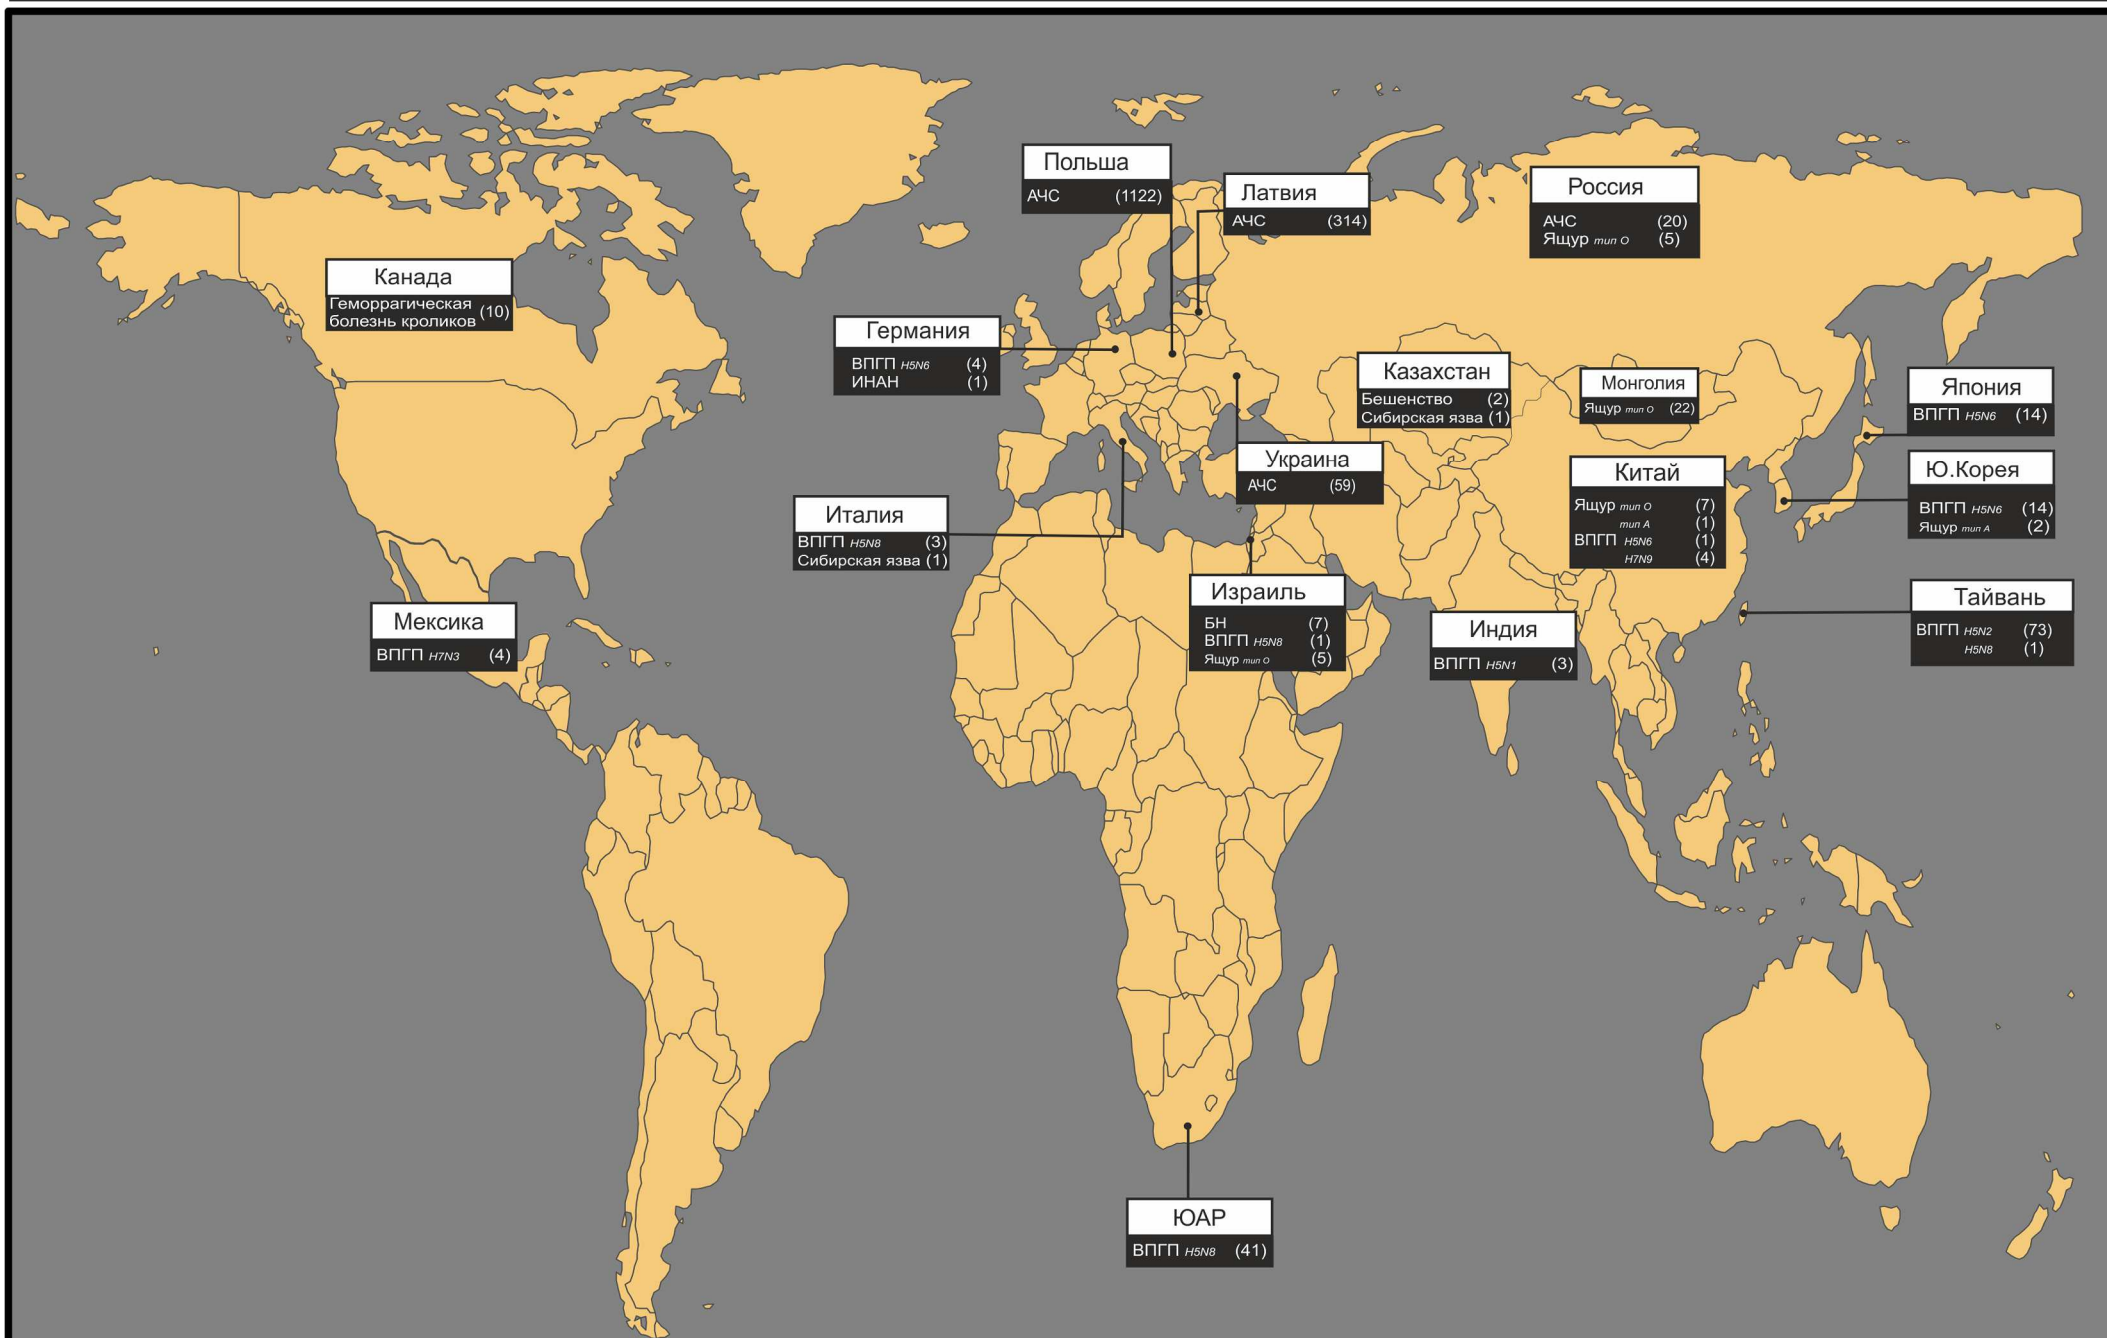 Польша
АЧС (1122)
Латвия
АЧС (314)
Россия
АЧС (20)
Ящур тип О (5)
Канада
Геморрагическая
болезнь кроликов (10)
Германия
ВПГП H5N6 (4)
ИНАН (1)
Казахстан
Бешенство (2)
Сибирская язва (1)
Монголия
Ящур тип О (22)
Япония
ВПГП H5N6 (14)
Украина
АЧС (59)
Китай
Ящур тип О (7)
тип А (1)
ВПГП H5N6 (1)
H7N9 (4)
Ю.Корея
ВПГП H5N6 (14)
Ящур тип А (2)
Италия
ВПГП H5N8 (3)
Сибирская язва (1)
Израиль
БН (7)
ВПГП H5N8 (1)
Ящур тип О (5)
Индия
ВПГП H5N1 (3)
Тайвань
ВПГП H5N2 (73)
H5N8 (1)
Мексика
ВПГП H7N3 (4)
ЮАР
ВПГП H5N8 (41)